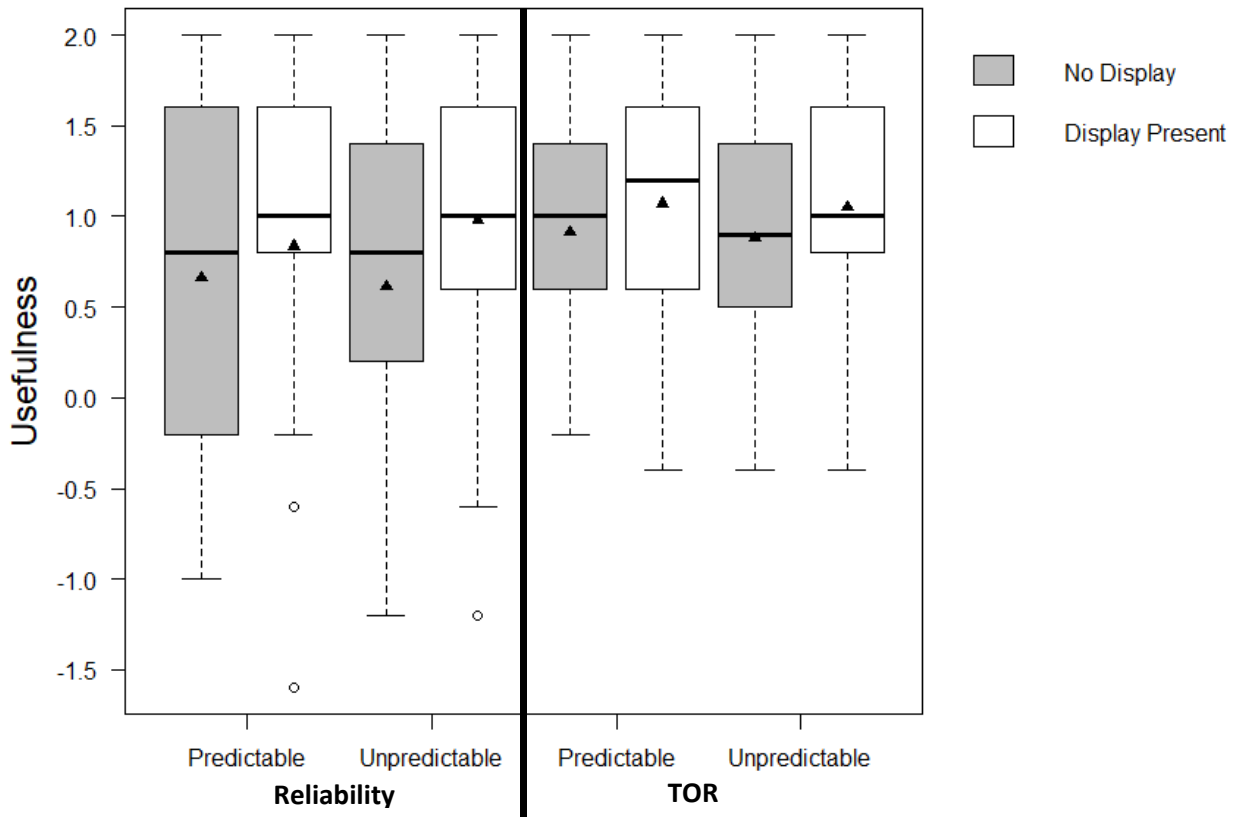 2.0
1.5
1.0
0.5
0.0
-0.5
-1.0
-1.5
Usefulness
No Display
Display Present
Predictable Unpredictable Predictable Unpredictable
Reliability TOR